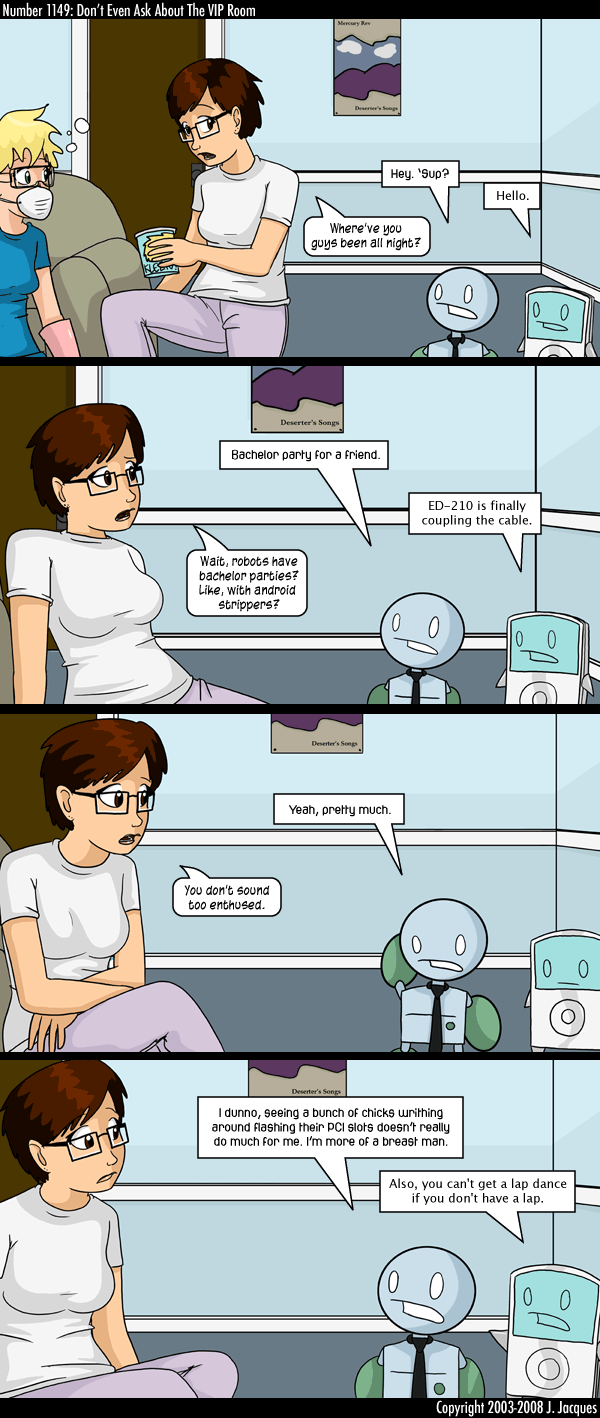 Number 1149: Don't Even Ask About The VIP Room
Mercury Rev
Deserter's Songs
Hey. 'Sup?
Hello.
Where've you
guys been all night?
Deserter's Songs
Bachelor party for a friend.
ED-210 is finally
coupling the cable.
Wait, robots have
bachelor parties?
Like, with android
strippers?
Deserter's Songs
Yeah, pretty much.
You don't sound
too enthused.
Deserter's Songs
I dunno, seeing a bunch of chicks writhing
around flashing their PCI slots doesn't really
do much for me. I'm more of a breast man.
Also, you can't get a lap dance
if you don't have a lap.
Copyright 2003-2008 J. Jacques